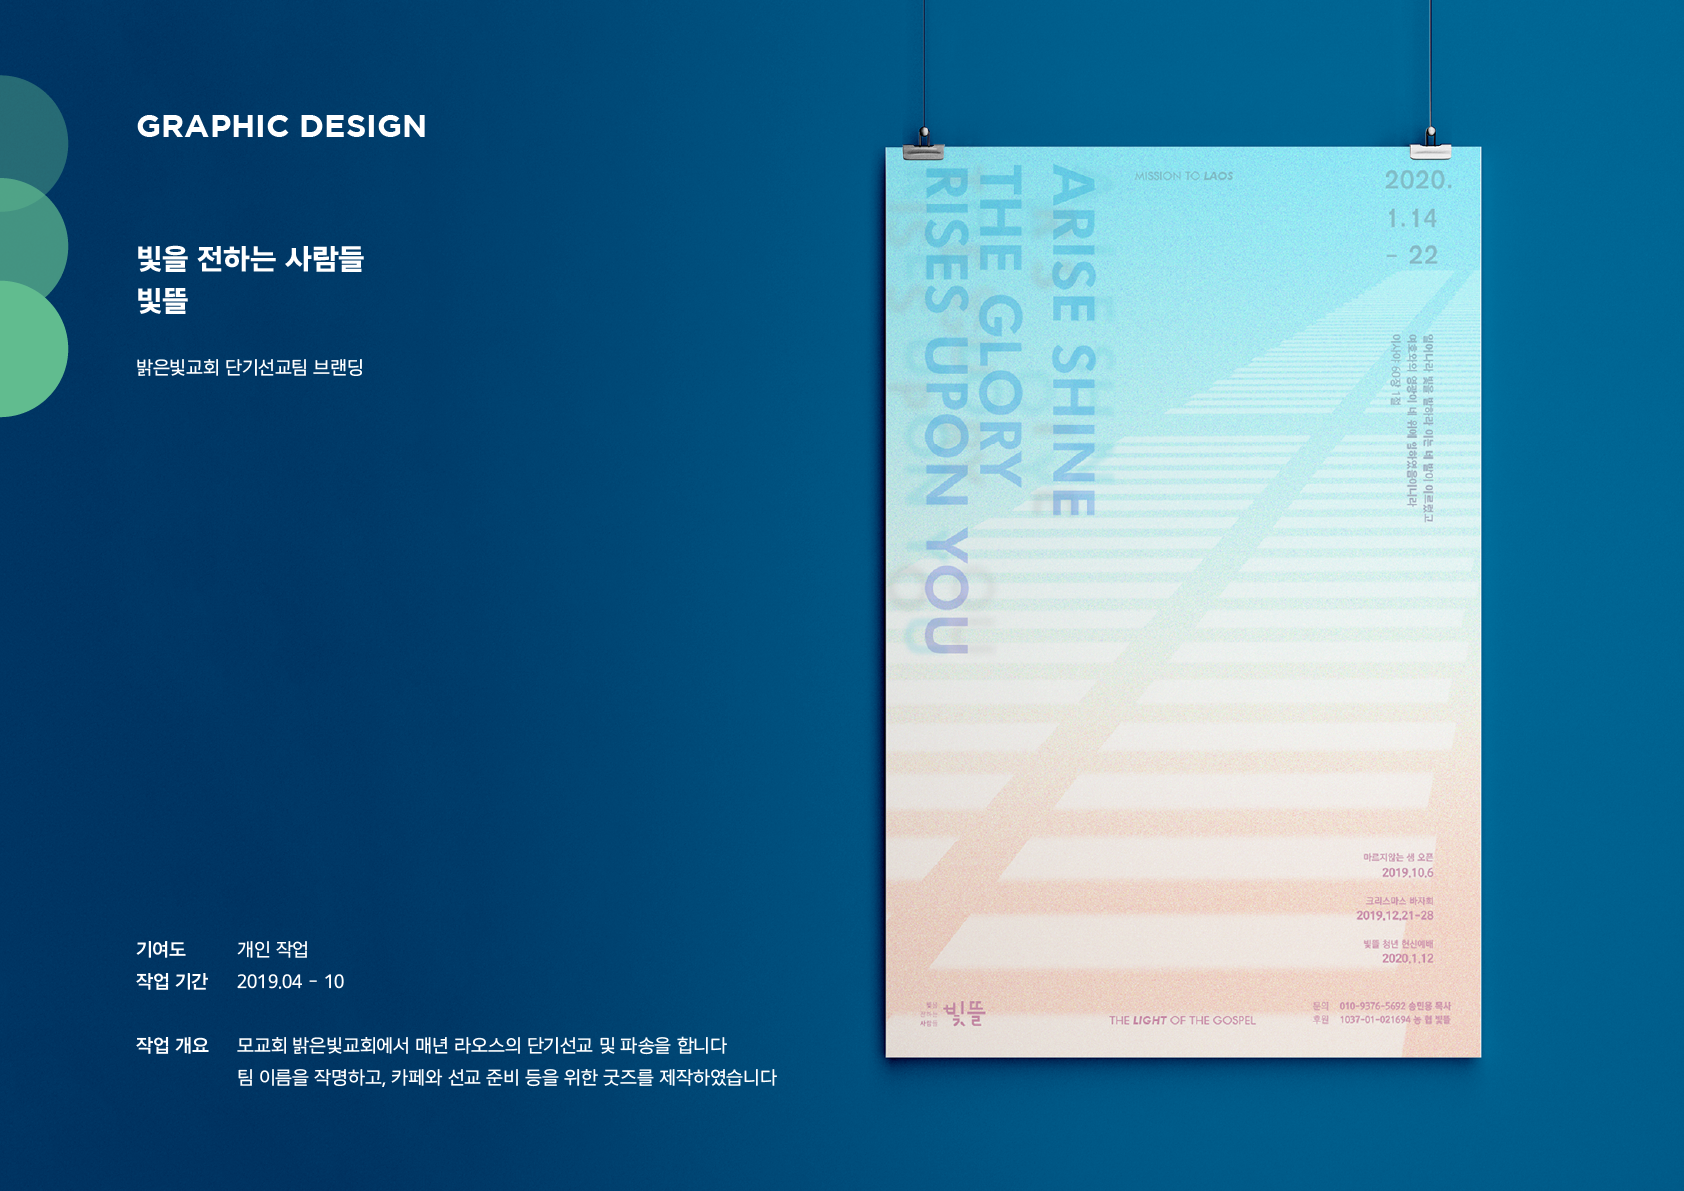 GRAPHIC DESIGN
빛을 전하는 사람들
빛뜰
밝은빛교회 단기선교팀 브랜딩
기여도 개인 작업
작업 기간 2019.04 - 10
작업 개요 모교회 밝은빛교회에서 매년 라오스의 단기선교 및 파송을 합니다
팀 이름을 작명하고, 카페와 선교 준비 등을 위한 굿즈를 제작하였습니다
MISSION TO LAOS
2020.
1.14
- 22
ARISE SHINE
THE GLORY
RISES UPON YOU
일어나라 빛을 발하라 이는 네 빛이 이르렀고
여호와의 영광이 네 위에 임하였음이니라
이사야 60장 1절
마르지않는 샘 오픈
2019.10.6
크리스마스 바자회
2019.12.21-28
빛뜰 청년 헌신예배
2020.1.12
빛을
전하는
사람들
빛뜰
THE LIGHT OF THE GOSPEL
문의 010-9376-5692 송민용 목사
후원 1037-01-021694 농협 빛뜰